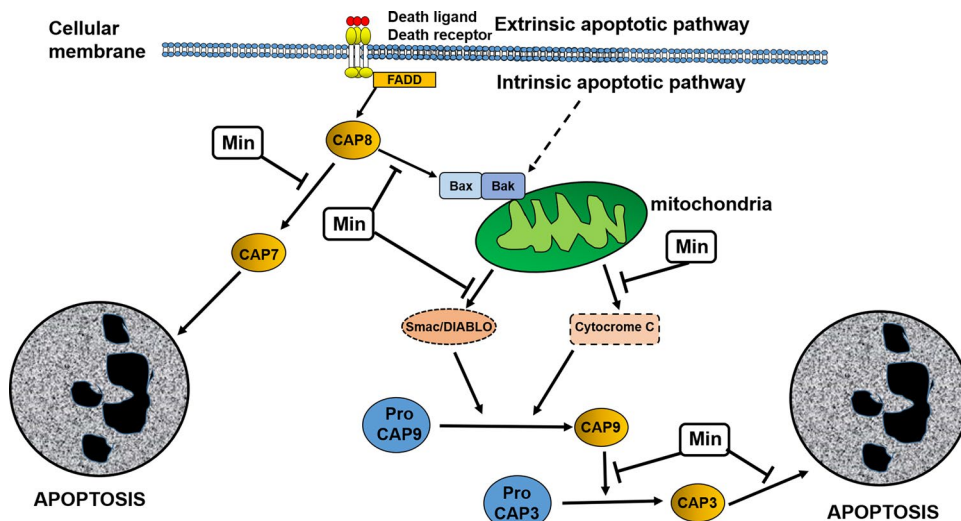 Cellular
membrane
Death ligand
Death receptor
Extrinsic apoptotic pathway
FADD
Intrinsic apoptotic pathway
Min
CAP8
Bax
Bak
Min
mitochondria
Min
CAP7
Smac/DIABLO
Cytocrome C
Pro
CAP9
CAP9
Min
Pro
CAP3
CAP3
APOPTOSIS
APOPTOSIS